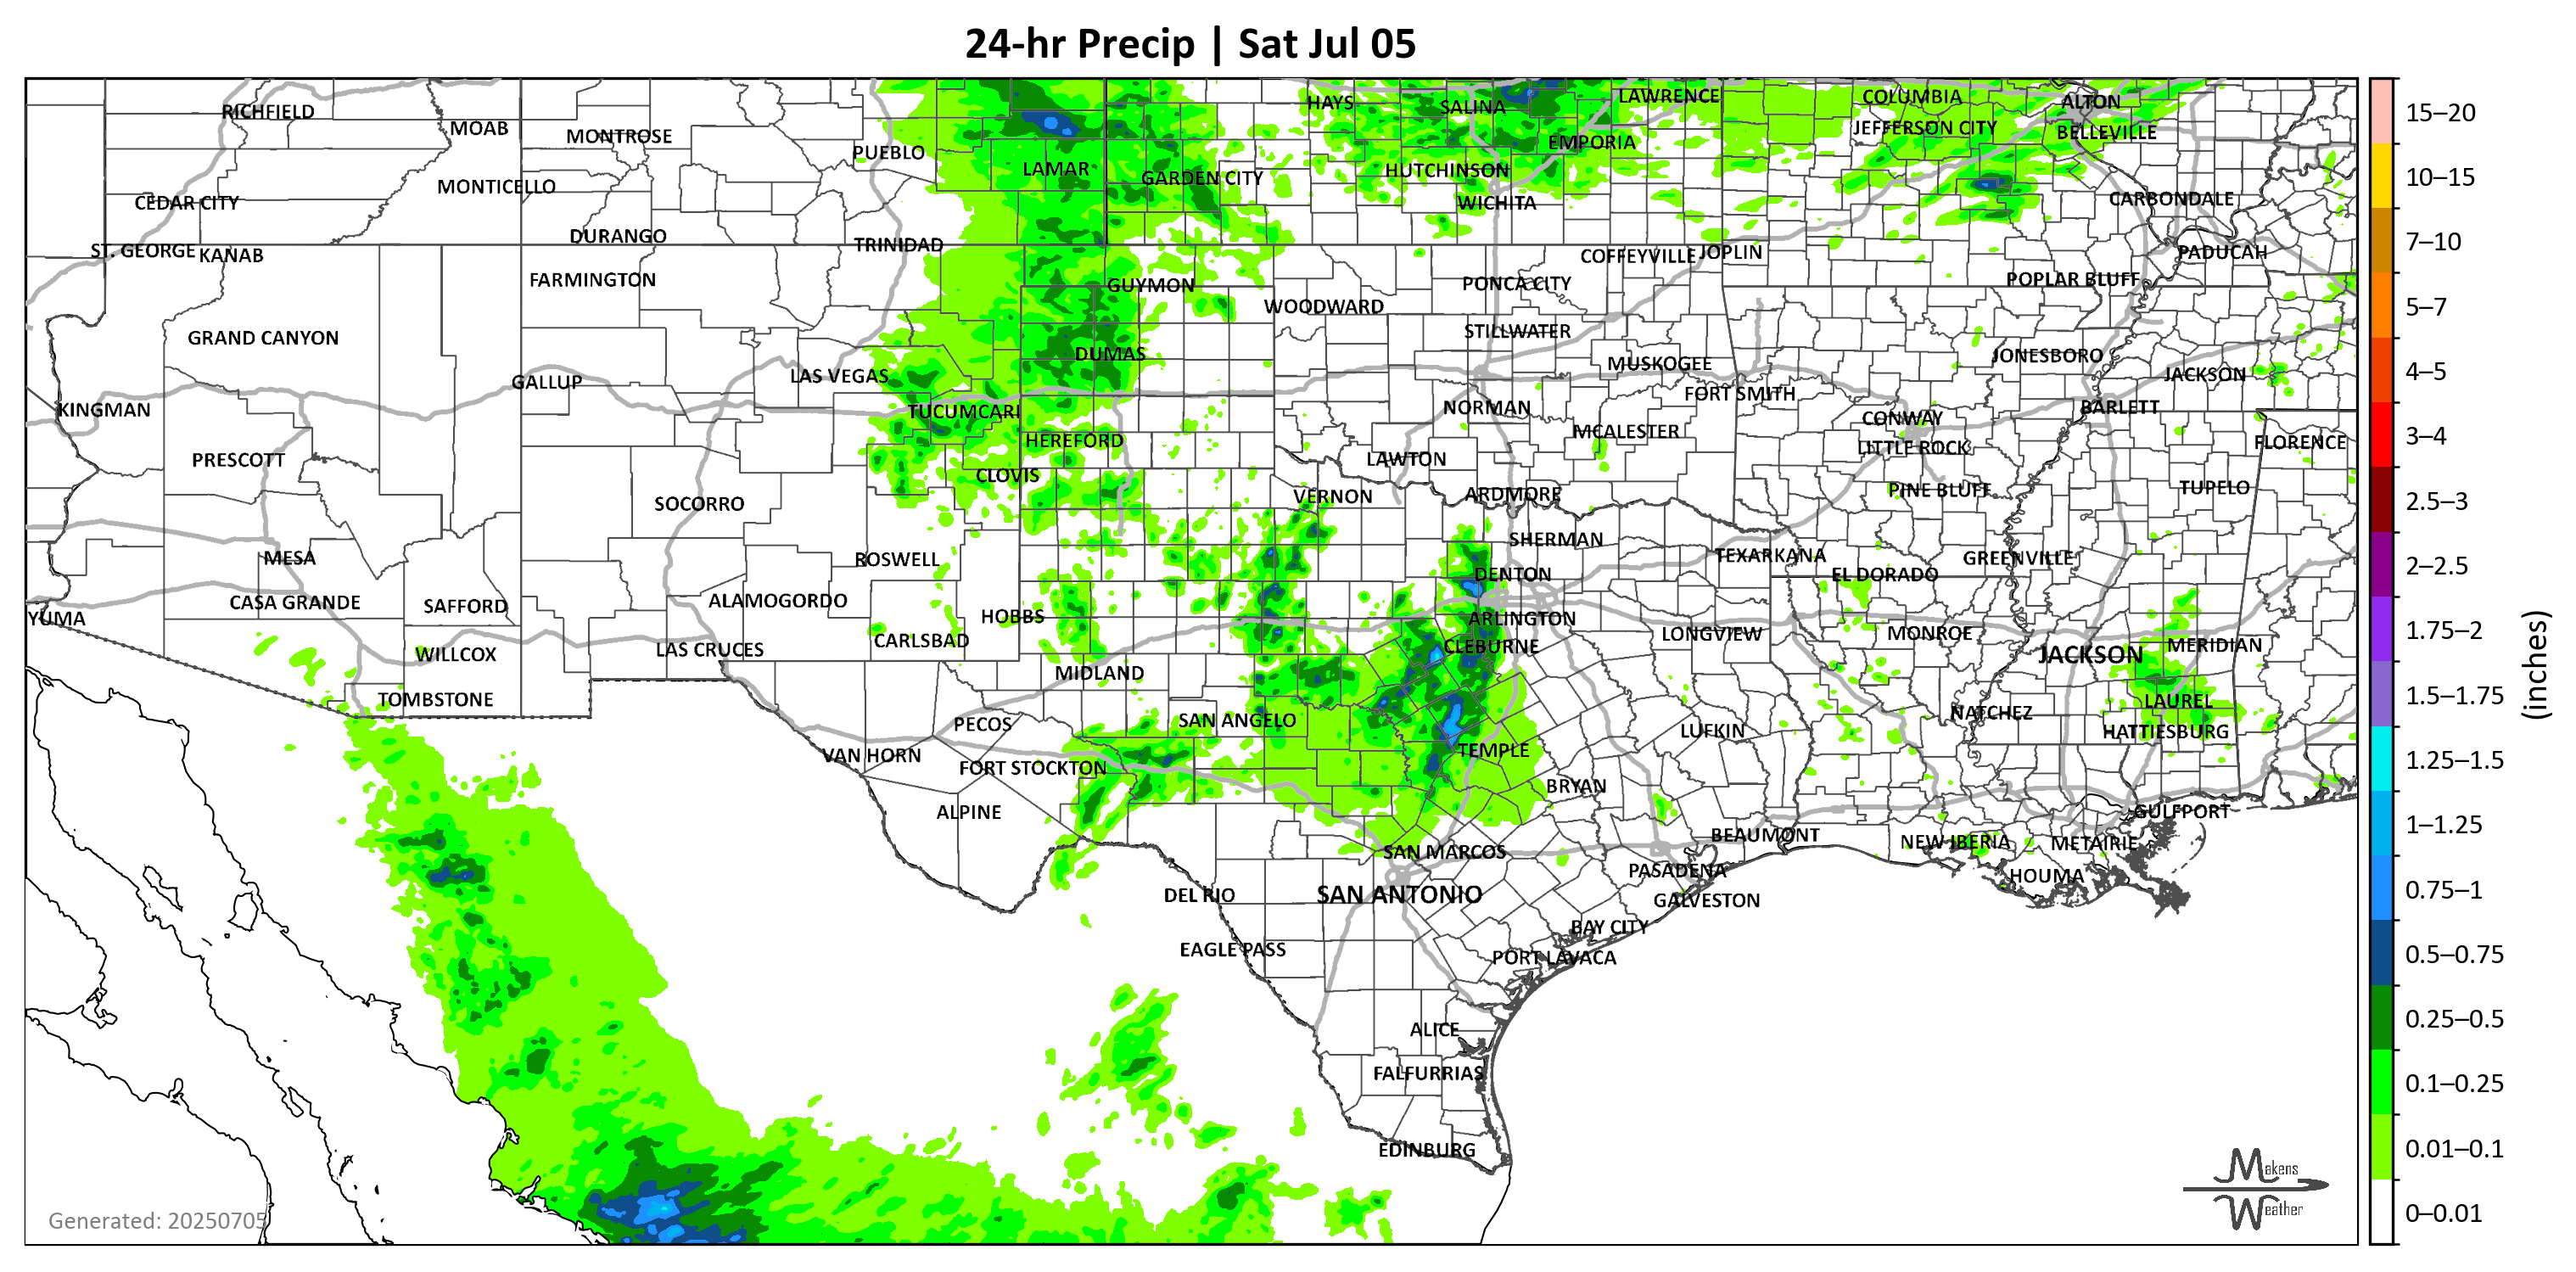 24-hr Precip | Sat Jul 05
RICHFIELD
MOAB
MONTROSE
PUEBLO
LAMAR
GARDEN CITY
HAYS
SALINA
LAWRENCE
EMPORIA
HUTCHINSON
WICHITA
COLUMBIA
JEFFERSON CITY
ALTON
BELLEVILLE
CARBONDALE
CEDAR CITY
MONTICELLO
ST. GEORGE
KANAB
DURANGO
TRINIDAD
FARMINGTON
GUYMON
WOODWARD
PONCA CITY
COFFEYVILLE
JOPLIN
POPLAR BLUFF
PADUCAH
GRAND CANYON
STILLWATER
DUMAS
MUSKOGEE
JONESBORO
GALLUP
LAS VEGAS
FORT SMITH
JACKSON
KINGMAN
TUCUMCARI
NORMAN
CONWAY
BARLETT
HEREFORD
MCALESTER
LITTLE ROCK
FLORENCE
PRESCOTT
CLOVIS
LAWTON
SOCORRO
VERNON
ARDMORE
PINE BLUFF
TUPELO
MESA
ROSWELL
SHERMAN
TEXARKANA
GREENVILLE
DENTON
EL DORADO
YUMA
CASA GRANDE
SAFFORD
ALAMOGORDO
HOBBS
ARLINGTON
LONGVIEW
MONROE
WILLCOX
LAS CRUCES
CARLSBAD
CLEBURNE
JACKSON
MERIDIAN
TOMBSTONE
MIDLAND
LAUREL
PECOS
SAN ANGELO
NATCHEZ
HATTIESBURG
VAN HORN
FORT STOCKTON
TEMPLE
LUFKIN
ALPINE
BRYAN
GULFPORT
SAN MARCOS
BEAUMONT
NEW IBERIA
METAIRIE
DEL RIO
SAN ANTONIO
PASADENA
HOUMA
GALVESTON
EAGLE PASS
BAY CITY
PORT LAVACA
ALICE
FALFURRIAS
EDINBURG
Generated: 20250705
Makens
Weather
15–20
10–15
7–10
5–7
4–5
3–4
2.5–3
2–2.5
1.75–2
1.5–1.75
1.25–1.5
1–1.25
0.75–1
0.5–0.75
0.25–0.5
0.1–0.25
0.01–0.1
0–0.01
(inches)